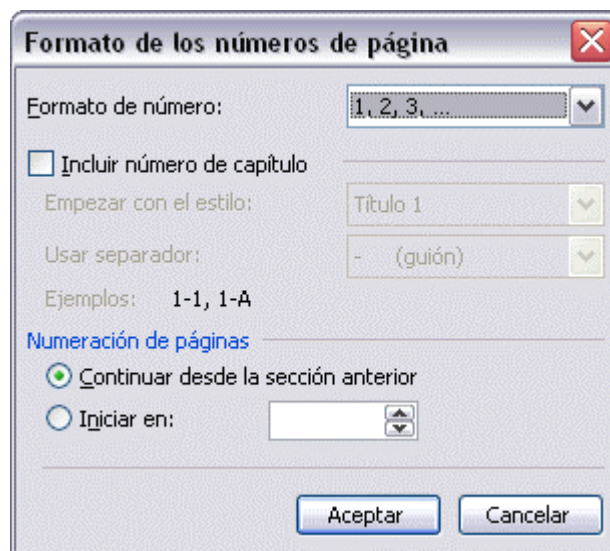 Formato de los números de página
Formato de número: 1, 2, 3, ...
Incluir número de capítulo
Empezar con el estilo: Título 1
Usar separador: - (guión)
Ejemplos: 1-1, 1-A
Numeración de páginas
Continuar desde la sección anterior
Iniciar en:
Aceptar Cancelar